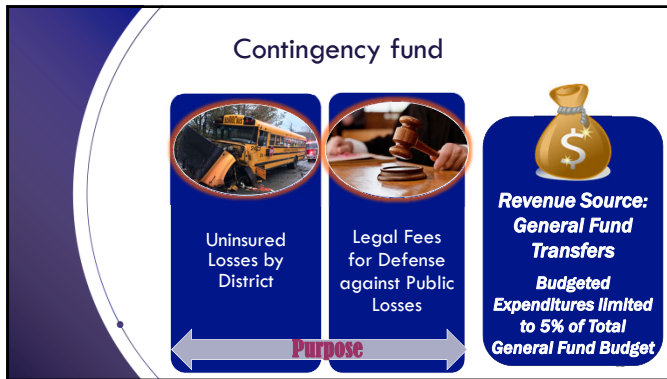 Contingency fund
Uninsured
Losses by
District
Legal Fees
for Defense
against Public
Losses
Revenue Source:
General Fund
Transfers
Budgeted
Expenditures limited
to 5% of Total
General Fund Budget
Purpose
$